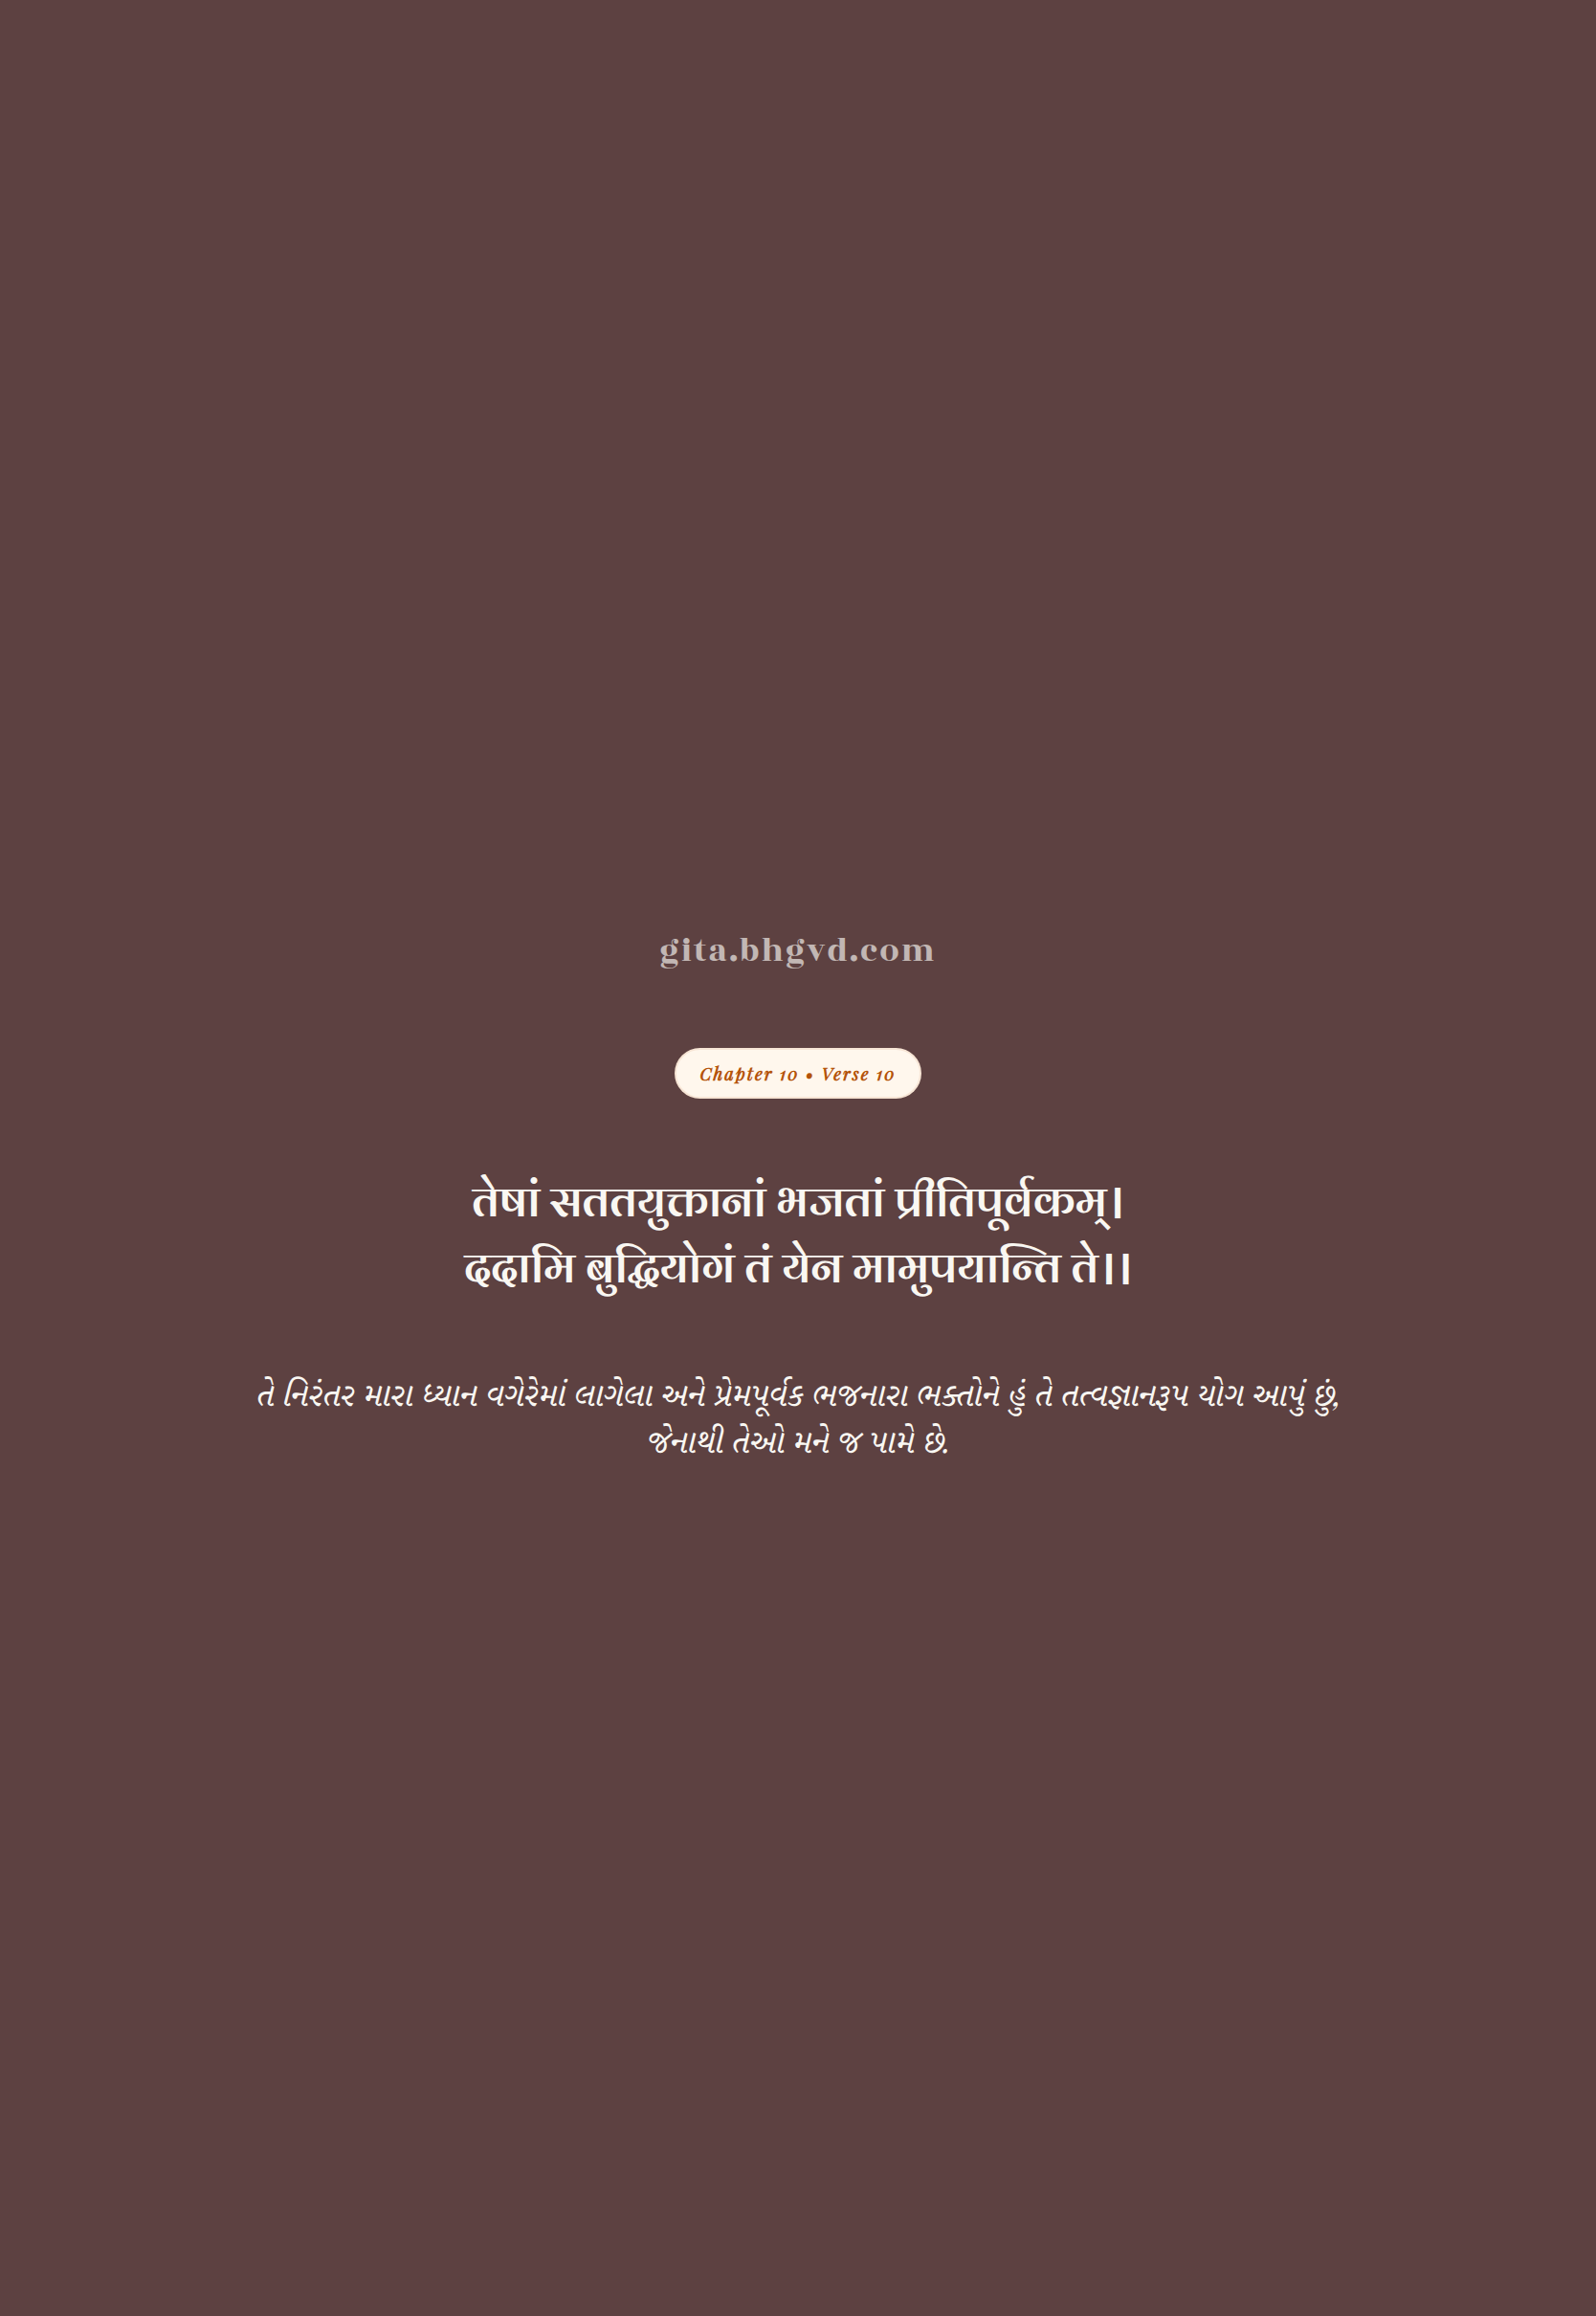 gita.bhgvd.com
Chapter 10 • Verse 10
तेषां सततयुक्तानां भजतां प्रीतिपूर्वकम्।
ददामि बुद्धियोगं तं येन मामुपयान्ति ते।।
તે નિરંતર મારા ધ્યાન વગેરેમાં લાગેલા અને પ્રેમપૂર્વક ભજનારા ભક્તોને હું તે તત્વજ્ઞાનરૂપ યોગ આપું છું,
જેનાથી તેઓ મને જ પામે છે.